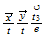 x⃗ y⃗ t3
t t e